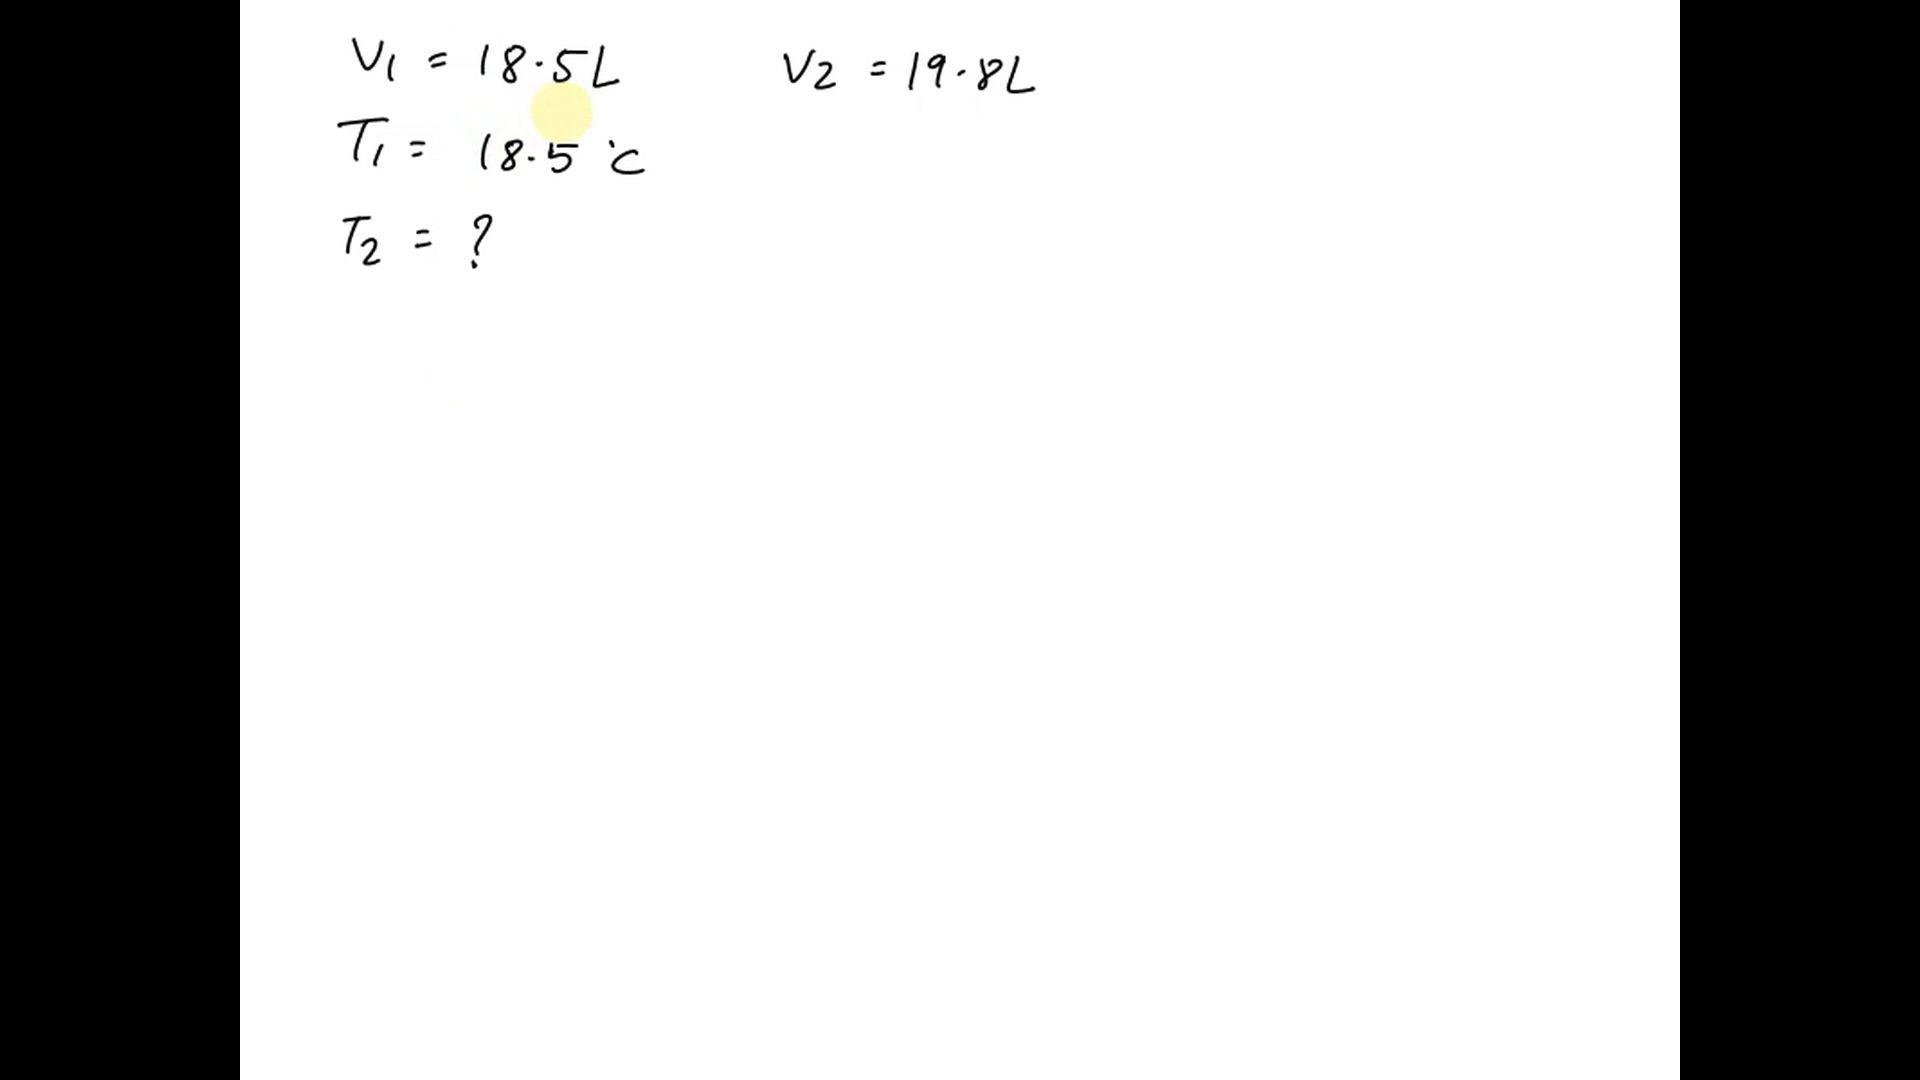 V1 = 18.5L V2 = 19.8L
T1 = 18.5 °C
T2 = ?